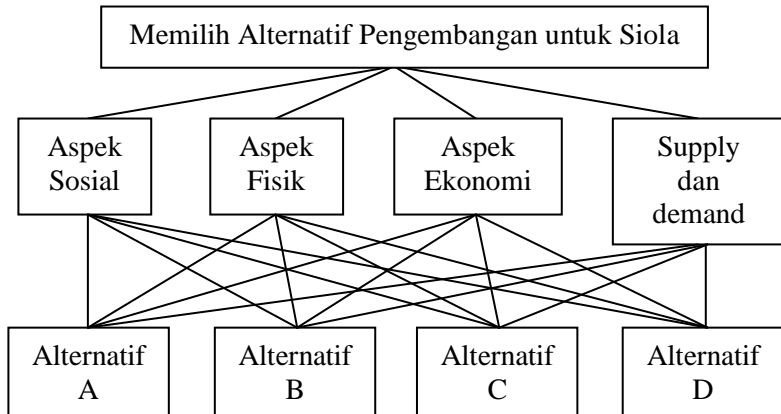 Memilih Alternatif Pengembangan untuk Siola
Aspek
Sosial
Aspek
Fisik
Aspek
Ekonomi
Supply
dan
demand
Alternatif
A
Alternatif
B
Alternatif
C
Alternatif
D